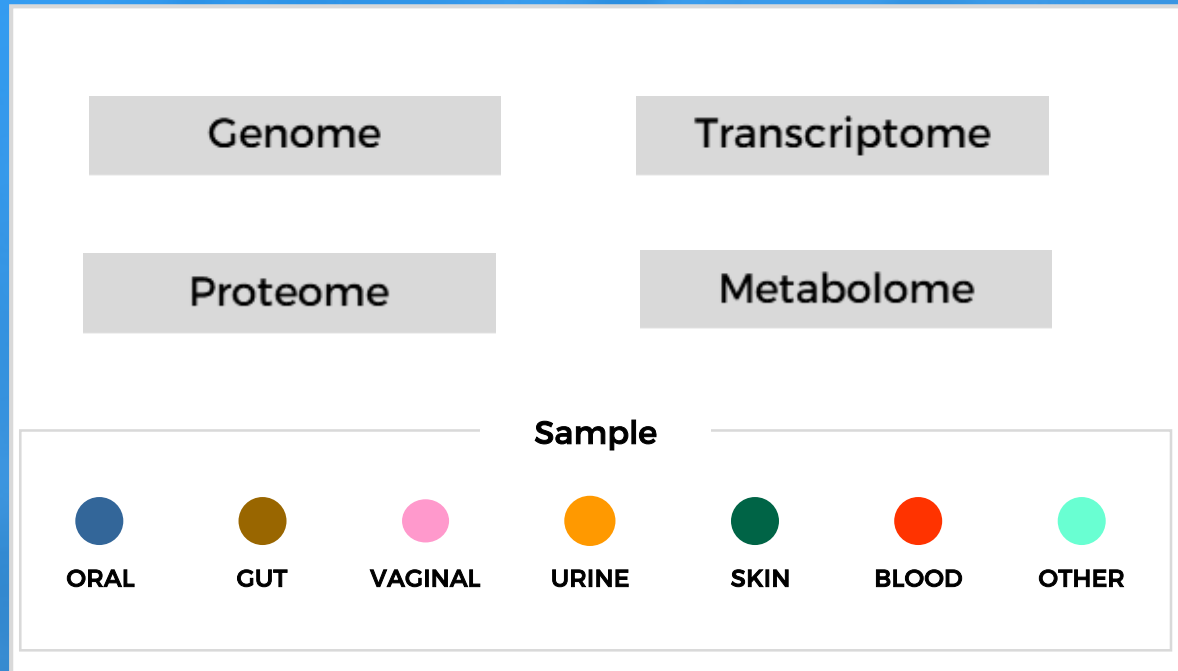 Genome
Transcriptome
Proteome
Metabolome
Sample
ORAL
GUT
VAGINAL
URINE
SKIN
BLOOD
OTHER